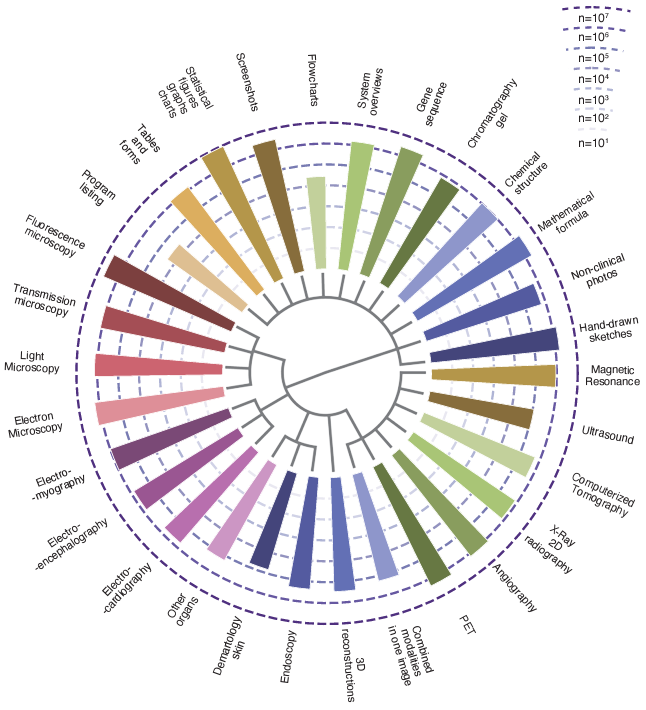 n=10⁷
n=10⁶
n=10⁵
n=10⁴
n=10³
n=10²
n=10¹
Flowcharts
System
overviews
Gene
sequence
Chromatography
gel
Chemical
structure
Mathematical
formula
Non-clinical
photos
Hand-drawn
sketches
Magnetic
Resonance
Ultrasound
Computerized
Tomography
X-Ray
2D
radiography
Angiography
PET
Combined
modalities
in one image
3D
reconstructions
Endoscopy
Demartology
skin
Other
organs
Electro-
-cardiography
Electro-
-encephalography
Electro-
-myography
Electron
Microscopy
Light
Microscopy
Transmission
microscopy
Fluorescence
microscopy
Program
listing
Tables
and
forms
Statistical
figures
graphs
charts
Screenshots